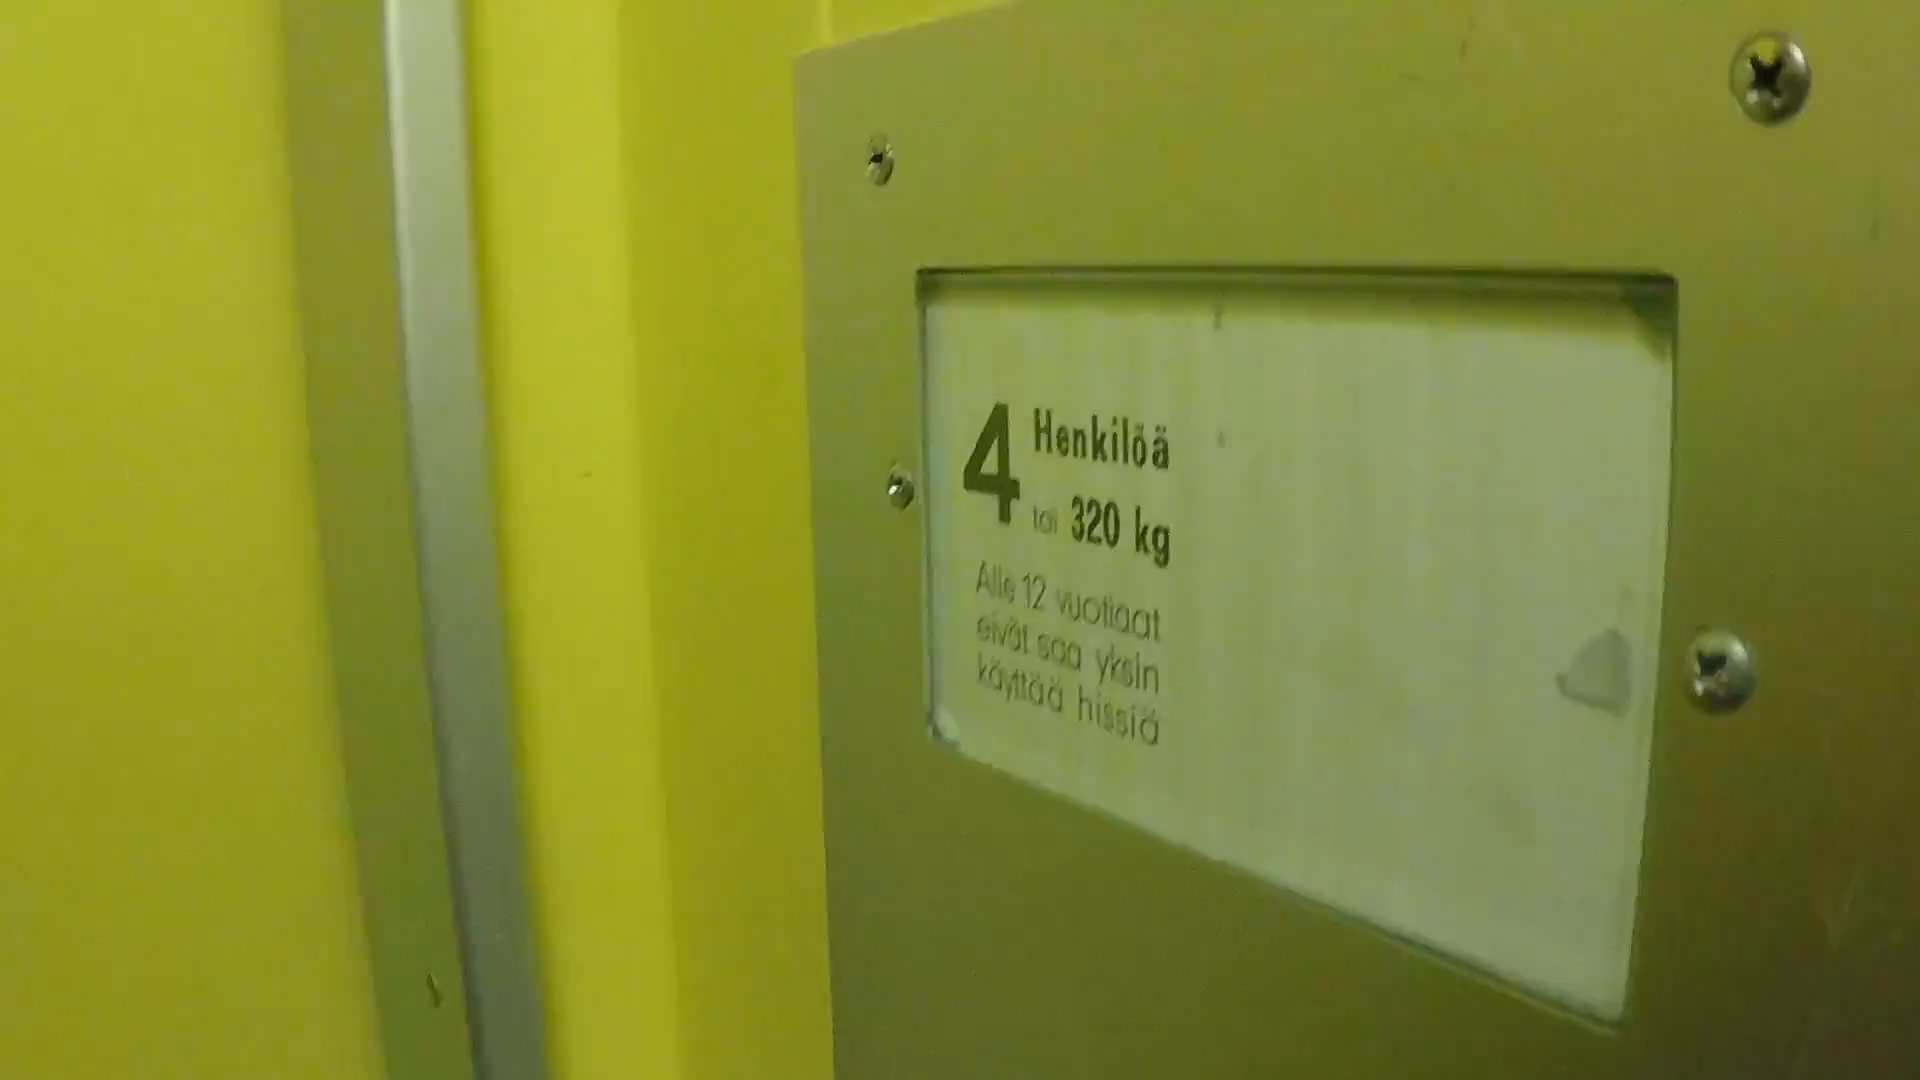 4 Henkilöä
tai 320 kg
Alle 12 vuotiaat
eivät saa yksin
käyttää hissiä